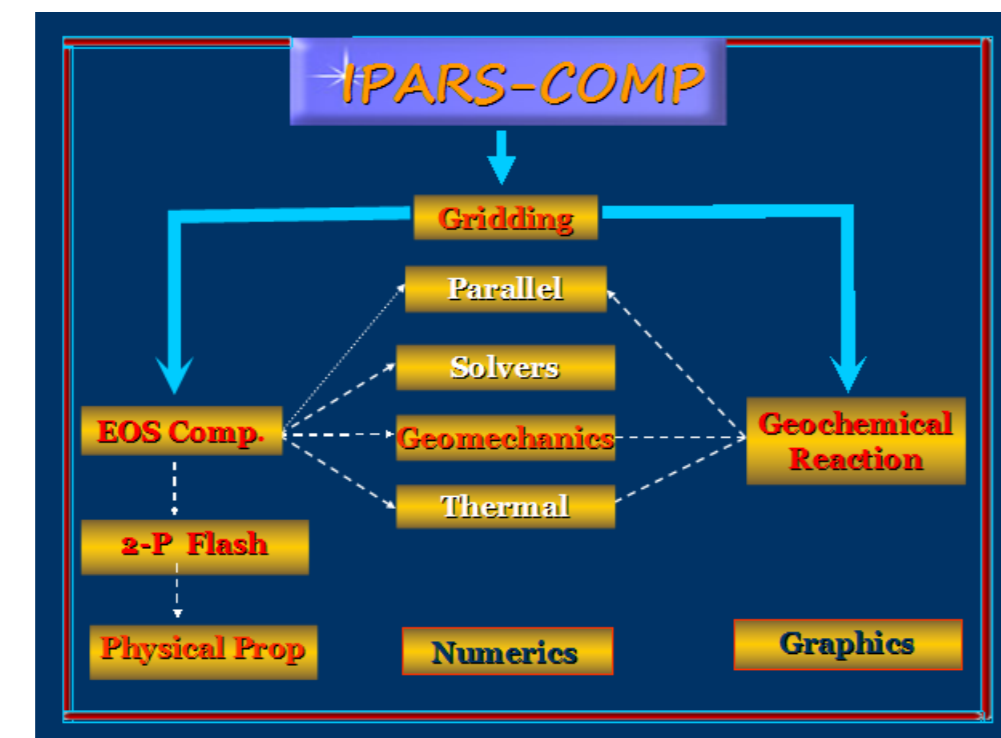 IPARS-COMP
Gridding
Parallel
Solvers
EOS Comp.
Geomechanics
Geochemical
Reaction
Thermal
2-P Flash
Physical Prop
Numerics
Graphics